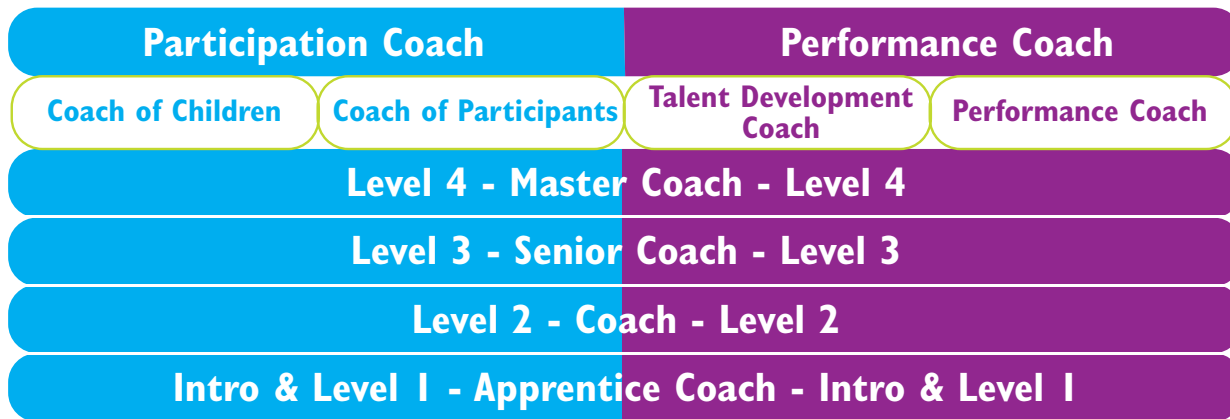 Participation Coach
Performance Coach
Coach of Children
Coach of Participants
Talent Development
Coach
Performance Coach
Level 4 - Master Coach - Level 4
Level 3 - Senior Coach - Level 3
Level 2 - Coach - Level 2
Intro & Level 1 - Apprentice Coach - Intro & Level 1